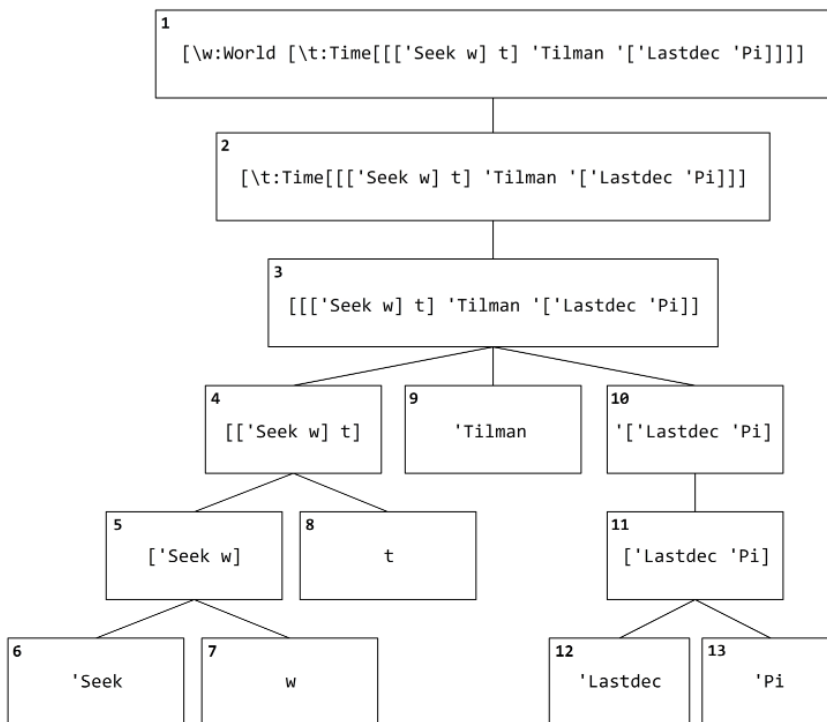 1
[\w:World [\t:Time[[['Seek w] t] 'Tilman '['Lastdec 'Pi]]]]
2
[\t:Time[[['Seek w] t] 'Tilman '['Lastdec 'Pi]]]
3
[[['Seek w] t] 'Tilman '['Lastdec 'Pi]]
4
[['Seek w] t]
9
'Tilman
10
'['Lastdec 'Pi]
5
['Seek w]
8
t
11
['Lastdec 'Pi]
6
'Seek
7
w
12
'Lastdec
13
'Pi